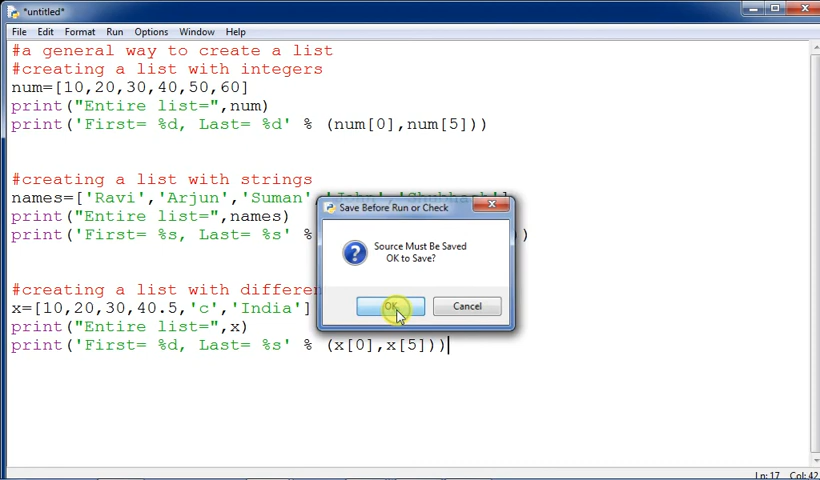 *untitled*
File Edit Format Run Options Window Help
#a general way to create a list
#creating a list with integers
num=[10,20,30,40,50,60]
print("Entire list=",num)
print('First= %d, Last= %d' % (num[0],num[5]))
#creating a list with strings
names=['Ravi','Arjun','Suman','John','Shubhash']
print("Entire list=",names)
print('First= %s, Last= %s' % ))
#creating a list with differen
x=[10,20,30,40.5,'c','India']
print("Entire list=",x)
print('First= %d, Last= %s' % (x[0],x[5]))
Save Before Run or Check
Source Must Be Saved
OK to Save?
OK
Cancel
Ln: 17 Col: 42